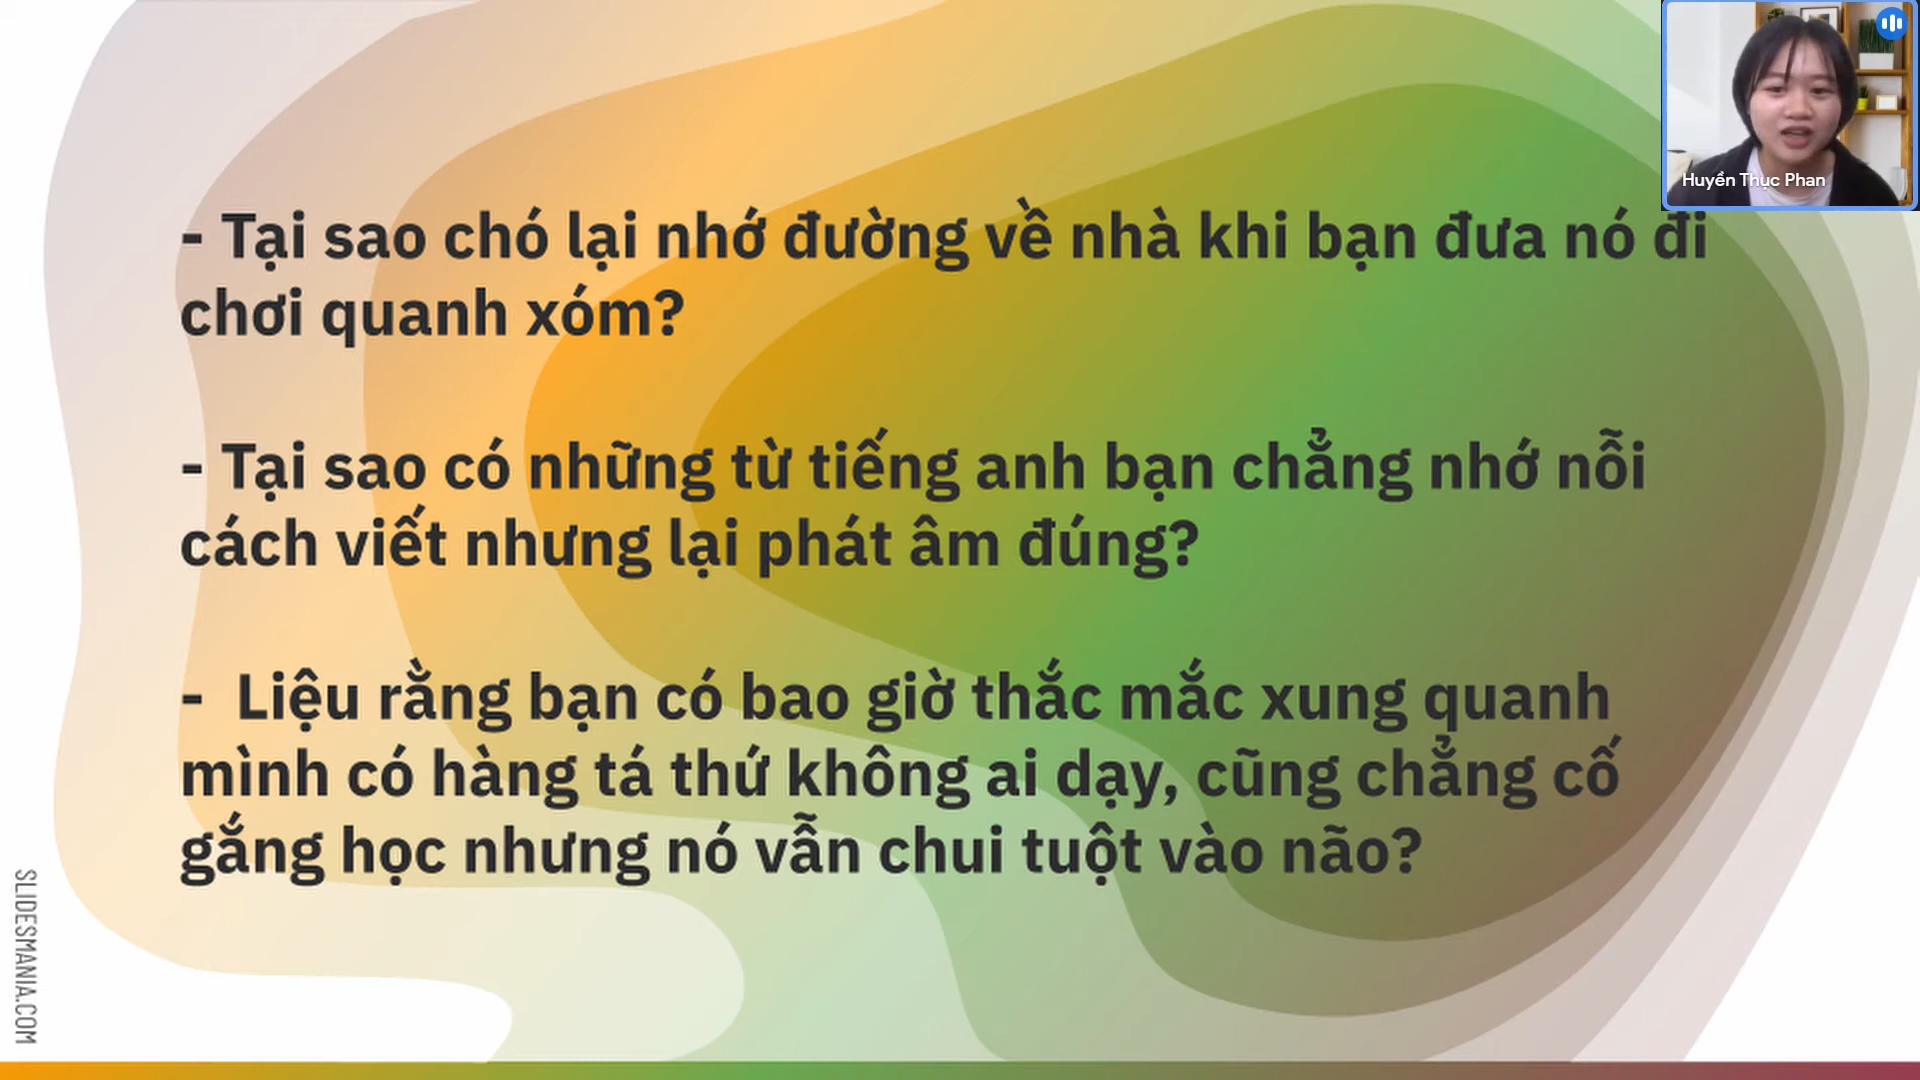 Huyền Thục Phan
- Tại sao chó lại nhớ đường về nhà khi bạn đưa nó đi
chơi quanh xóm?
- Tại sao có những từ tiếng anh bạn chẳng nhớ nỗi
cách viết nhưng lại phát âm đúng?
- Liệu rằng bạn có bao giờ thắc mắc xung quanh
mình có hàng tá thứ không ai dạy, cũng chẳng cố
gắng học nhưng nó vẫn chui tuột vào não?
SLIDESMANIA.COM